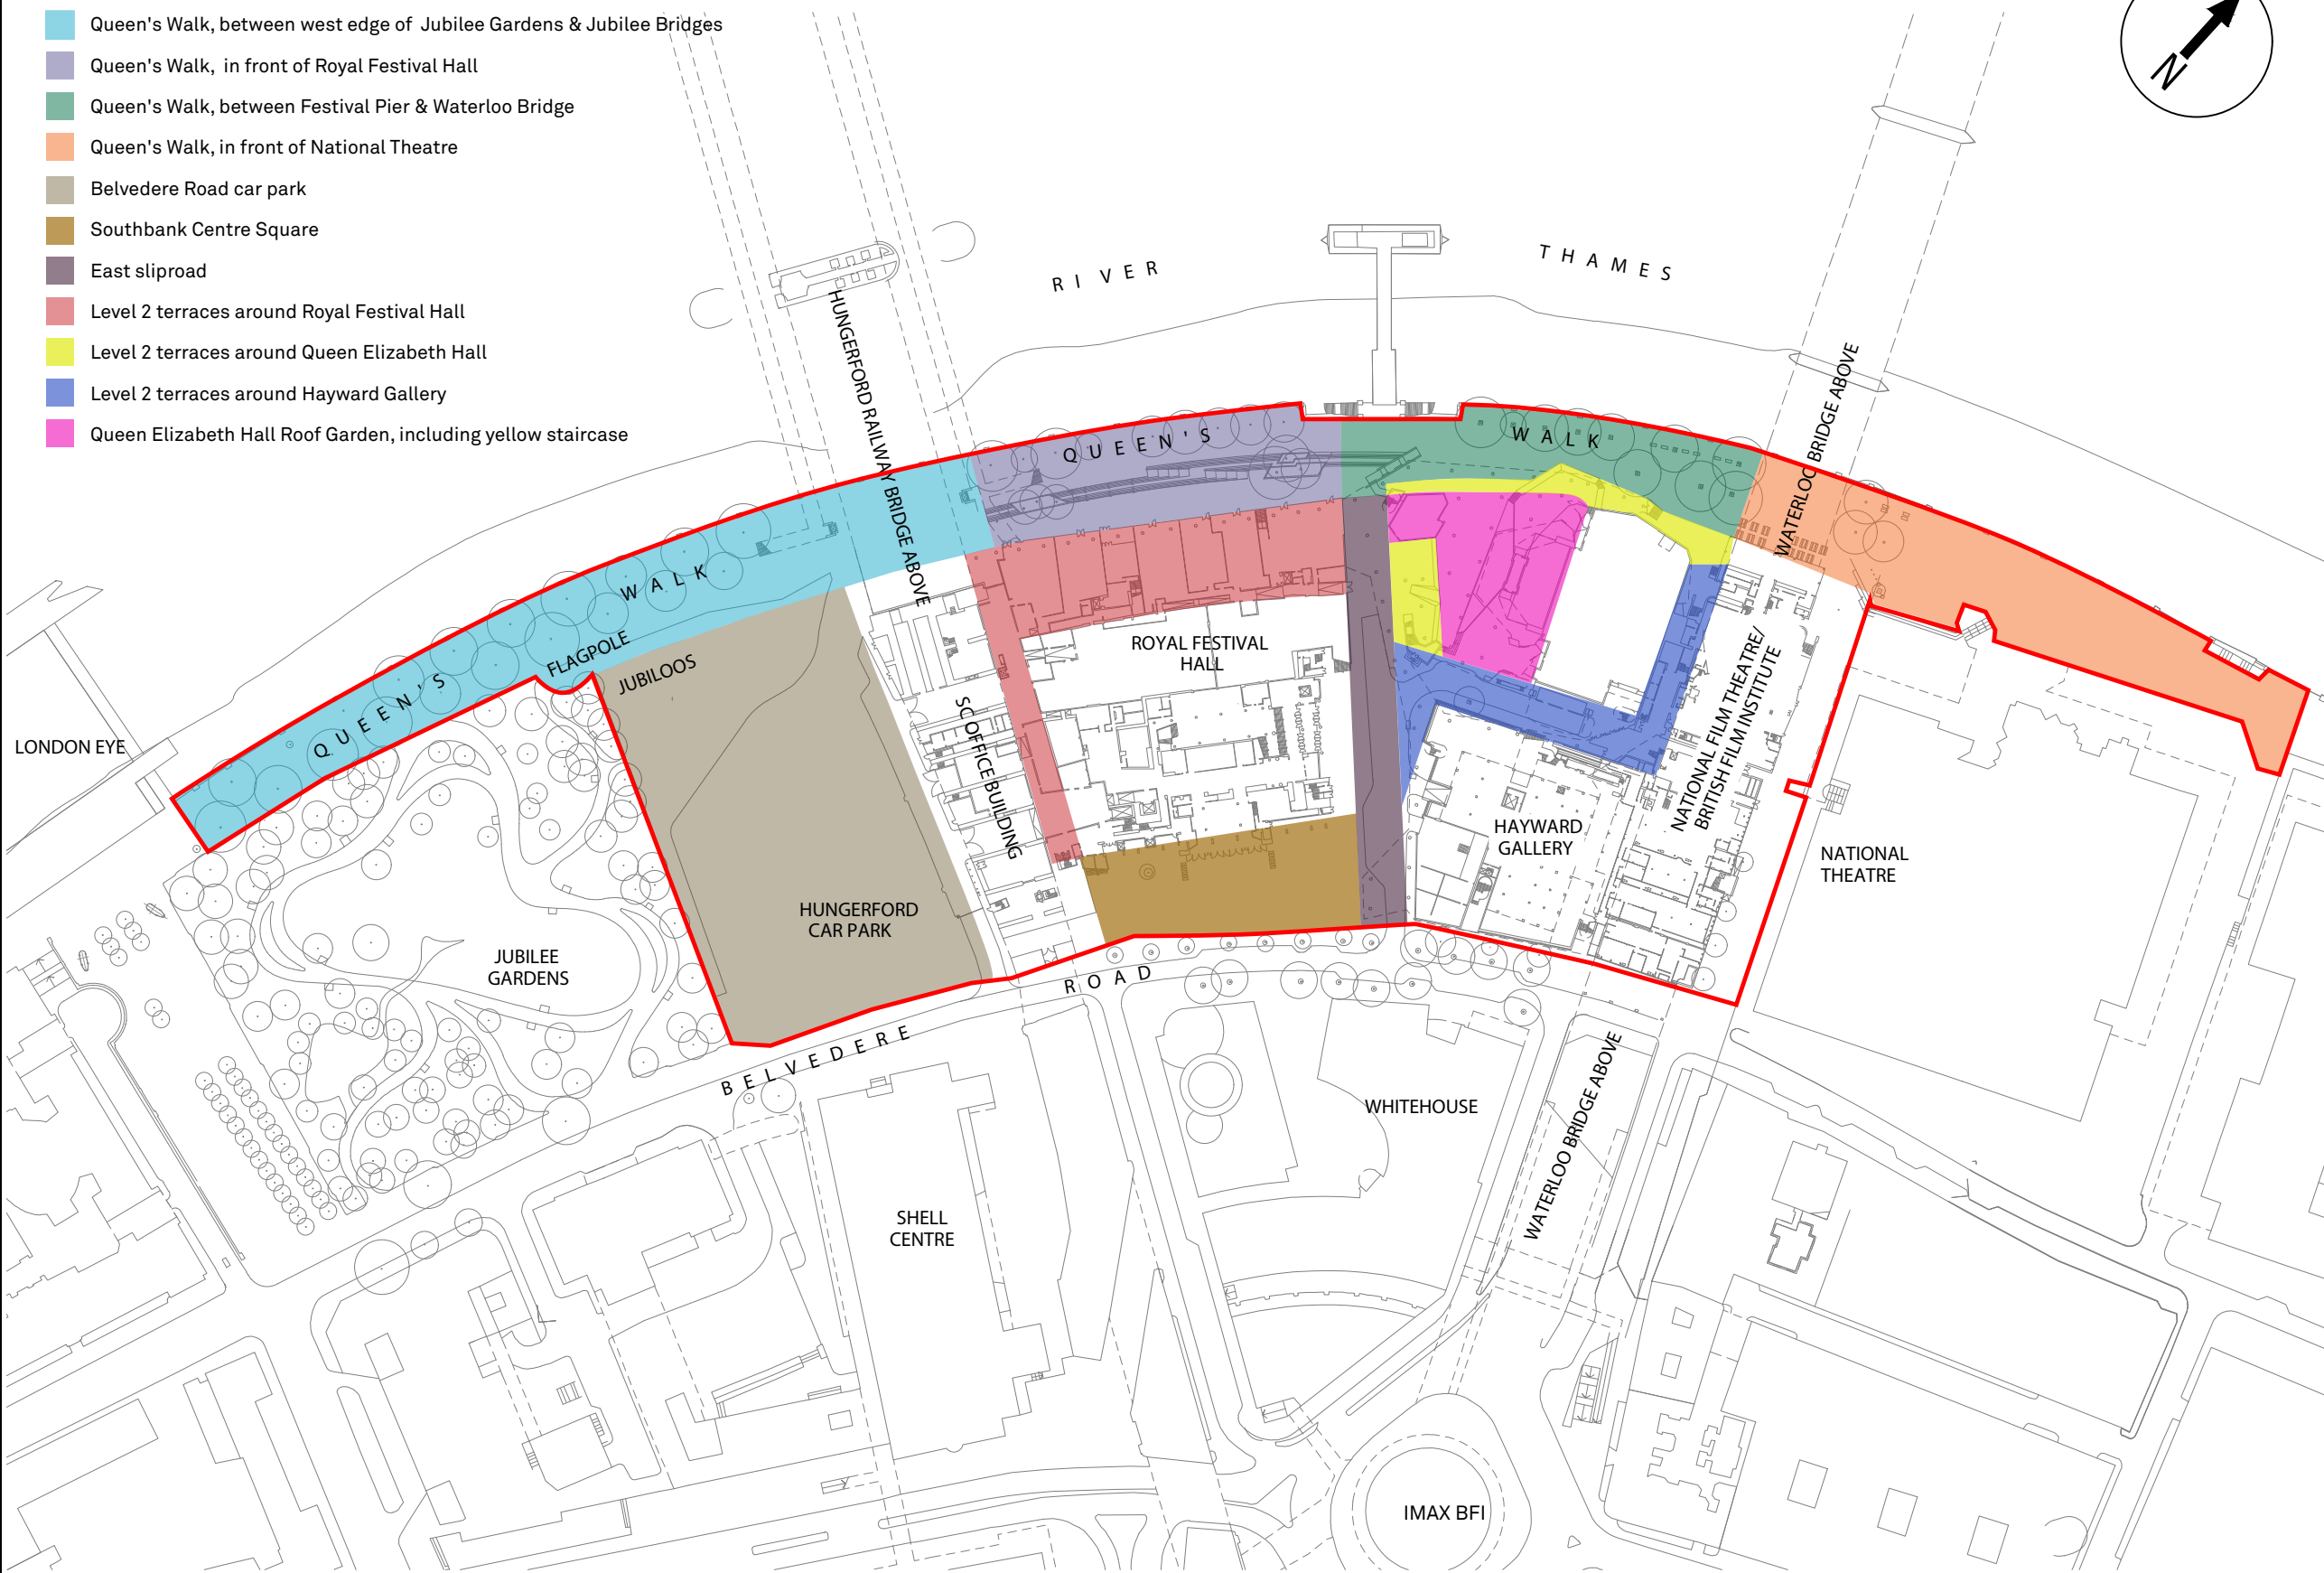 Queen's Walk, between west edge of Jubilee Gardens & Jubilee Bridges
Queen's Walk, in front of Royal Festival Hall
Queen's Walk, between Festival Pier & Waterloo Bridge
Queen's Walk, in front of National Theatre
Belvedere Road car park
Southbank Centre Square
East sliproad
Level 2 terraces around Royal Festival Hall
Level 2 terraces around Queen Elizabeth Hall
Level 2 terraces around Hayward Gallery
Queen Elizabeth Hall Roof Garden, including yellow staircase
N
RIVER
THAMES
HUNGERFORD RAILWAY BRIDGE ABOVE
WATERLOO BRIDGE ABOVE
QUEEN'S
WALK
QUEEN'S
WALK
FLAGPOLE
JUBILOOS
LONDON EYE
ROYAL FESTIVAL
HALL
SC OFFICE BUILDING
NATIONAL FILM THEATRE/
BRITISH FILM INSTITUTE
HAYWARD
GALLERY
NATIONAL
THEATRE
HUNGERFORD
CAR PARK
JUBILEE
GARDENS
BELVEDERE
ROAD
WHITEHOUSE
WATERLOO BRIDGE ABOVE
SHELL
CENTRE
IMAX BFI